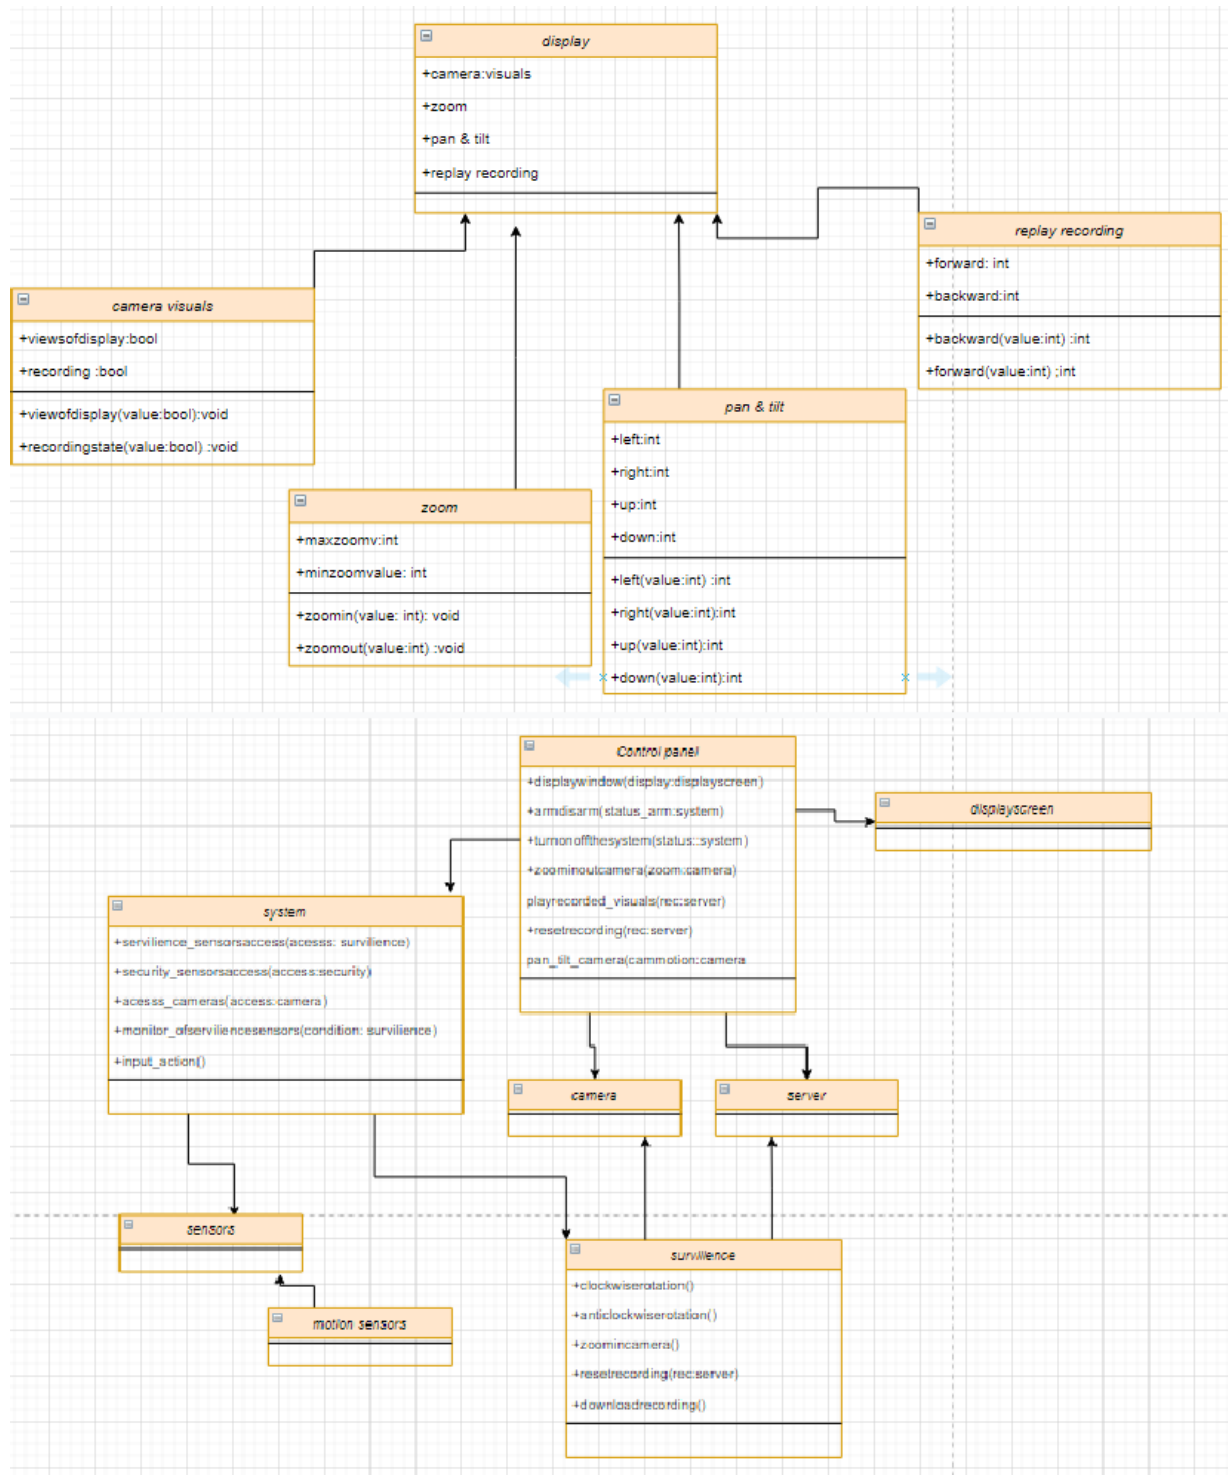 display
+camera:visuals
+zoom
+pan & tilt
+replay recording
replay recording
+forward: int
+backward:int
+backward(value:int) :int
+forward(value:int) ;int
camera visuals
+viewsofdisplay:bool
+recording :bool
+viewofdisplay(value:bool):void
+recordingstate(value:bool) :void
pan & tilt
+left:int
+right:int
+up:int
+down:int
+left(value:int) :int
+right(value:int):int
+up(value:int):int
+down(value:int):int
zoom
+maxzoomv:int
+minzoomvalue: int
+zoomin(value: int): void
+zoomout(value:int) :void
Control panel
+displaywindow(display:displayscreen)
+armdisarm(status_arm:system)
+turnonoffthesystem(status::system)
+zoominoutcamera(zoom:camera)
playrecorded_visuals(rec:server)
+resetrecording(rec: server)
pan_tilt_camera(cammotion:camera
displayscreen
system
+servilience_sensorsaccess(acesss: survilience)
+security_sensorsaccess(access:security)
+acesss_cameras(access:camera)
+monitor_ofserviliencesensors(condition: survilience)
+input_action()
camera
server
sensors
motion sensors
survilience
+clockwiserotation()
+anticlockwiserotation()
+zoomincamera()
+resetrecording(rec:server)
+downloadrecording()